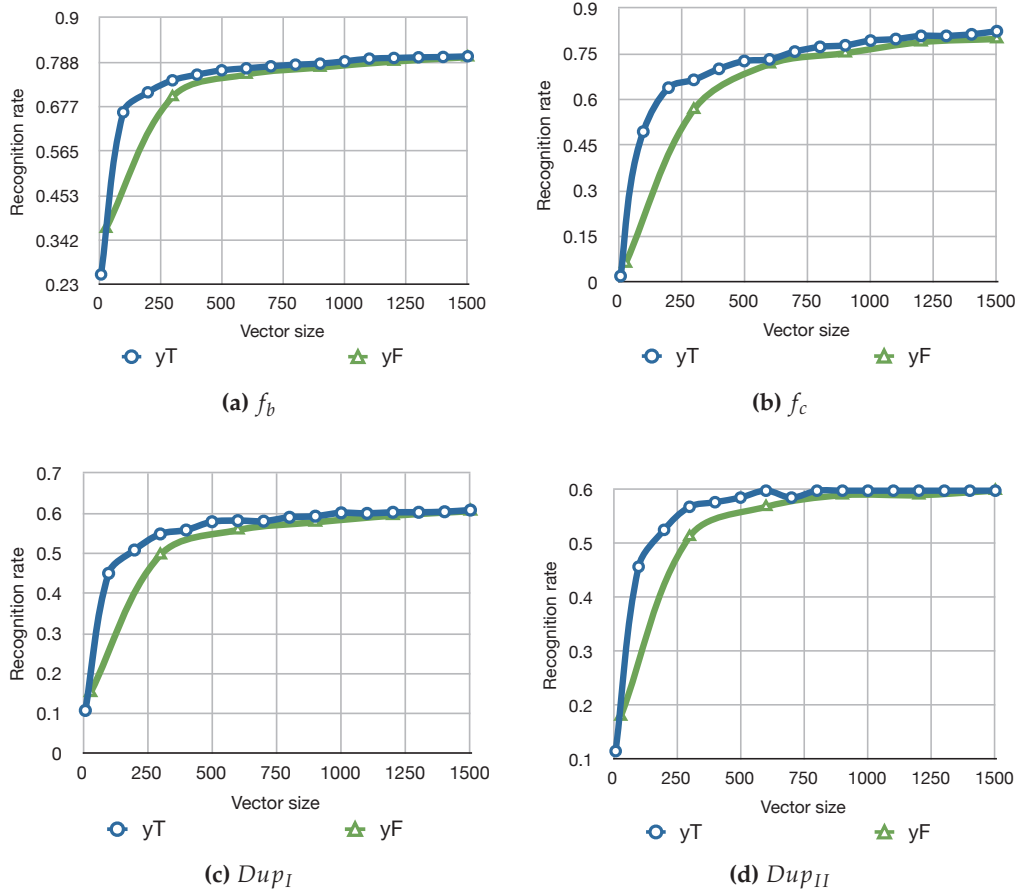 0.9
0.788
0.677
0.565
0.453
0.342
0.23
Recognition rate
0 250 500 750 1000 1250 1500
Vector size
yT yF
(a) f_b
0.9
0.75
0.6
0.45
0.3
0.15
0
Recognition rate
0 250 500 750 1000 1250 1500
Vector size
yT yF
(b) f_c
0.7
0.6
0.5
0.4
0.3
0.2
0.1
0
Recognition rate
0 250 500 750 1000 1250 1500
Vector size
yT yF
(c) Dup_I
0.6
0.5
0.4
0.3
0.2
0.1
Recognition rate
0 250 500 750 1000 1250 1500
Vector size
yT yF
(d) Dup_{II}